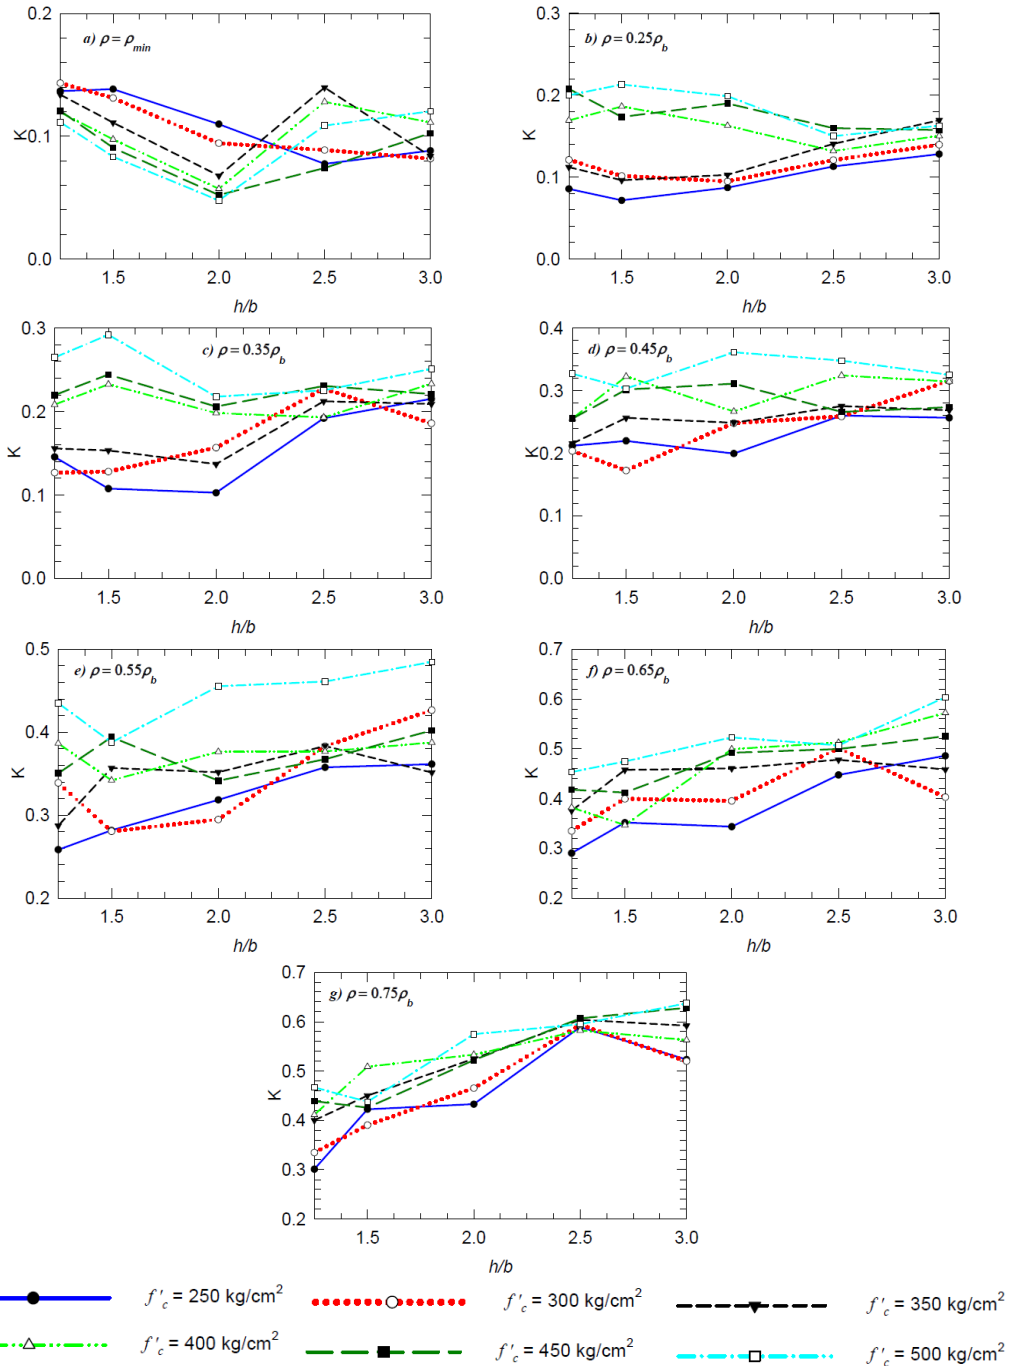 0.2
a) ρ = ρmin
K
0.1
0.0
1.5 2.0 2.5 3.0
h/b
0.3
b) ρ = 0.25ρb
0.2
K
0.1
0.0
1.5 2.0 2.5 3.0
h/b
0.3
c) ρ = 0.35ρb
0.2
K
0.1
0.0
1.5 2.0 2.5 3.0
h/b
0.4
d) ρ = 0.45ρb
0.3
K
0.2
0.1
0.0
1.5 2.0 2.5 3.0
h/b
0.5
e) ρ = 0.55ρb
0.4
K
0.3
0.2
1.5 2.0 2.5 3.0
h/b
0.7
f) ρ = 0.65ρb
0.6
0.5
K
0.4
0.3
0.2
1.5 2.0 2.5 3.0
h/b
0.7
g) ρ = 0.75ρb
0.6
0.5
K
0.4
0.3
0.2
1.5 2.0 2.5 3.0
h/b
f'c = 250 kg/cm²
f'c = 300 kg/cm²
f'c = 350 kg/cm²
f'c = 400 kg/cm²
f'c = 450 kg/cm²
f'c = 500 kg/cm²